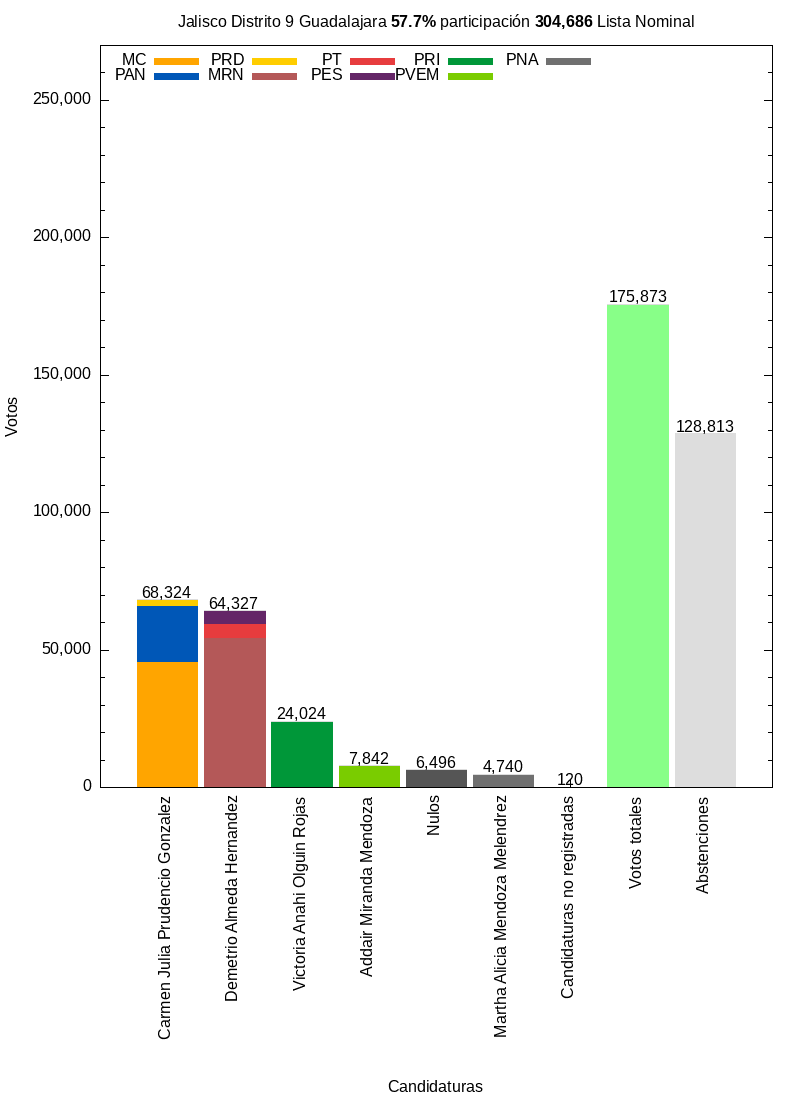 Jalisco Distrito 9 Guadalajara 57.7% participación 304,686 Lista Nominal
MC PRD PT PRI PNA
PAN MRN PES PVEM
250,000
200,000
150,000
100,000
50,000
0
Votos
68,324
64,327
24,024
7,842
6,496
4,740
120
175,873
128,813
Carmen Julia Prudencio Gonzalez
Demetrio Almeda Hernandez
Victoria Anahi Olguin Rojas
Addair Miranda Mendoza
Nulos
Martha Alicia Mendoza Melendrez
Candidaturas no registradas
Votos totales
Abstenciones
Candidaturas